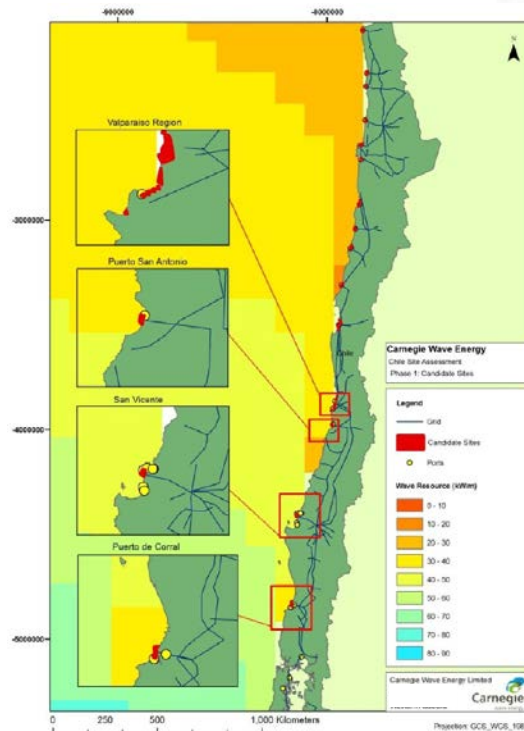 -9000000
-8000000
N
Valparaiso Region
-3000000
Puerto San Antonio
Chile
Carnegie Wave Energy
Chile Site Assessment
Phase 1: Candidate Sites
San Vicente
-4000000
Legend
Grid
Candidate Sites
Ports
Wave Resource (kW/m)
0 - 10
10 - 20
20 - 30
30 - 40
40 - 50
50 - 60
60 - 70
70 - 80
80 - 90
Puerto de Corral
-5000000
Carnegie Wave Energy Limited
Carnegie
0
250
500
1,000 Kilometers
Projection: GCS_WGS_198